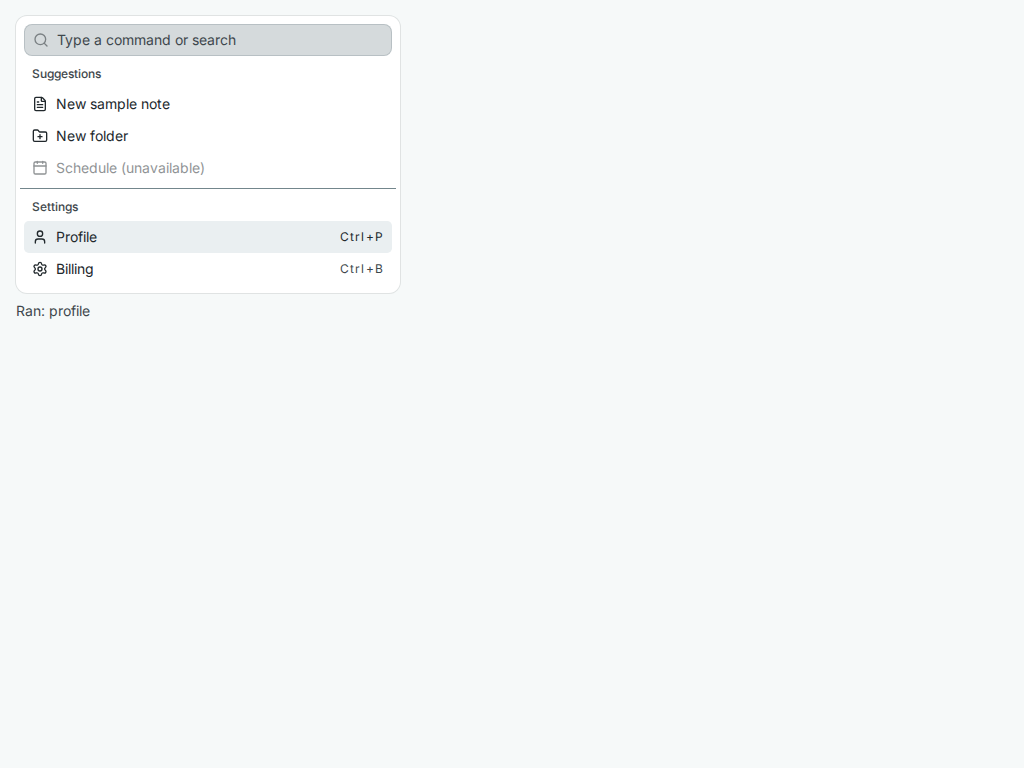 Type a command or search
Suggestions
New sample note
New folder
Schedule (unavailable)
Settings
Profile Ctrl+P
Billing Ctrl+B
Ran: profile